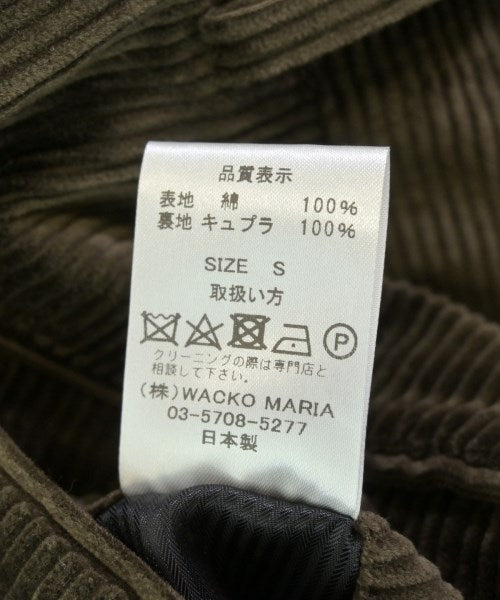 品質表示
表地 綿 100%
裏地 キュプラ 100%
SIZE S
取扱い方
P
クリーニングの際は専門店と
相談して下さい。
(株)WACKO MARIA
03-5708-5277
日本製